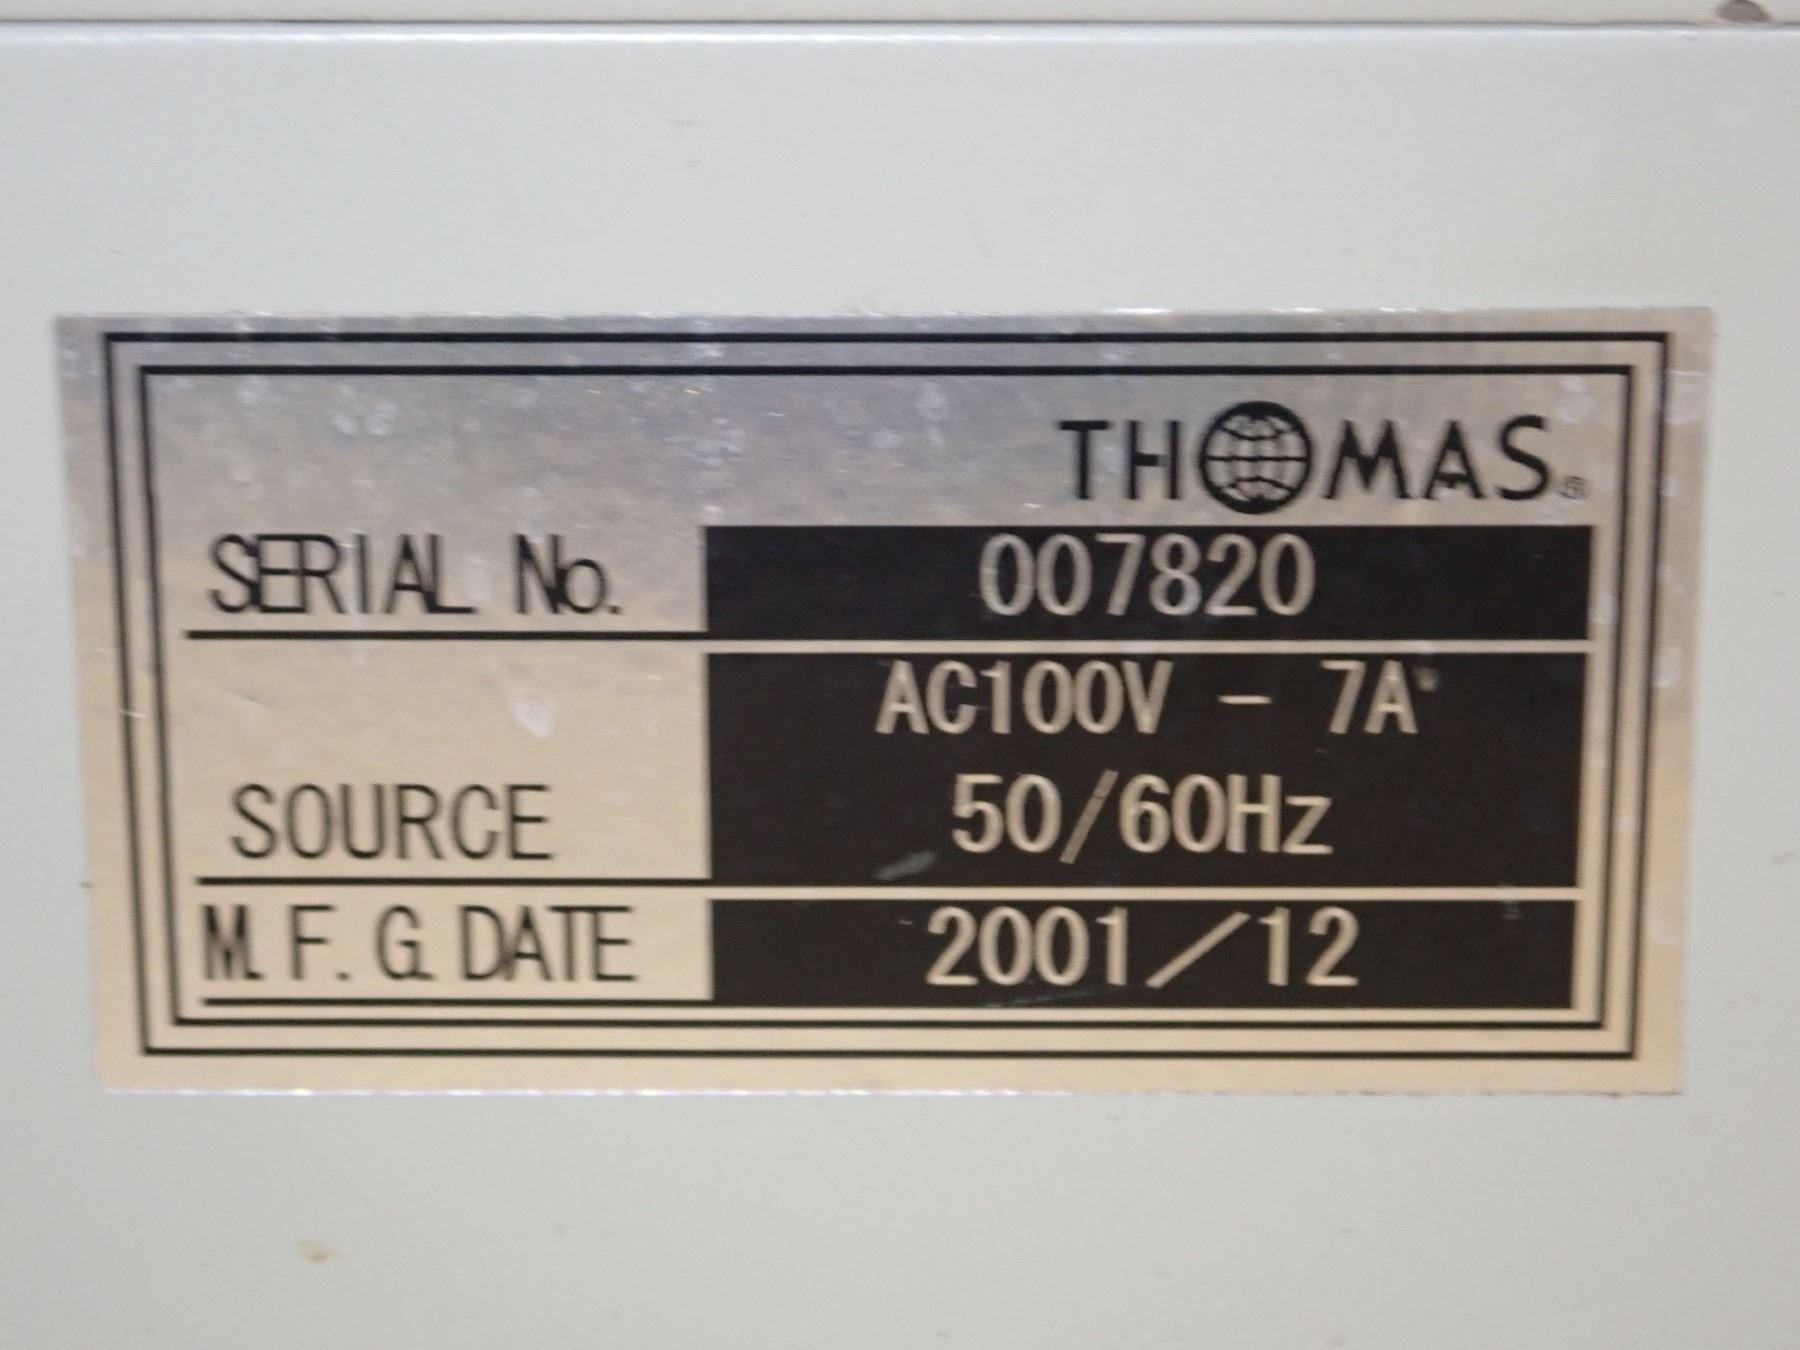 THOMAS®
SERIAL No. 007820
AC100V - 7A
SOURCE 50/60Hz
M.F.G.DATE 2001/12